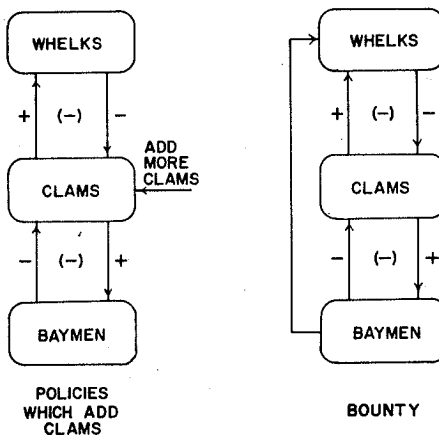 WHELKS
+ (-) -
ADD
MORE
CLAMS
CLAMS
- (-) +
BAYMEN
POLICIES
WHICH ADD
CLAMS
WHELKS
+ (-) -
CLAMS
- (-) +
BAYMEN
BOUNTY